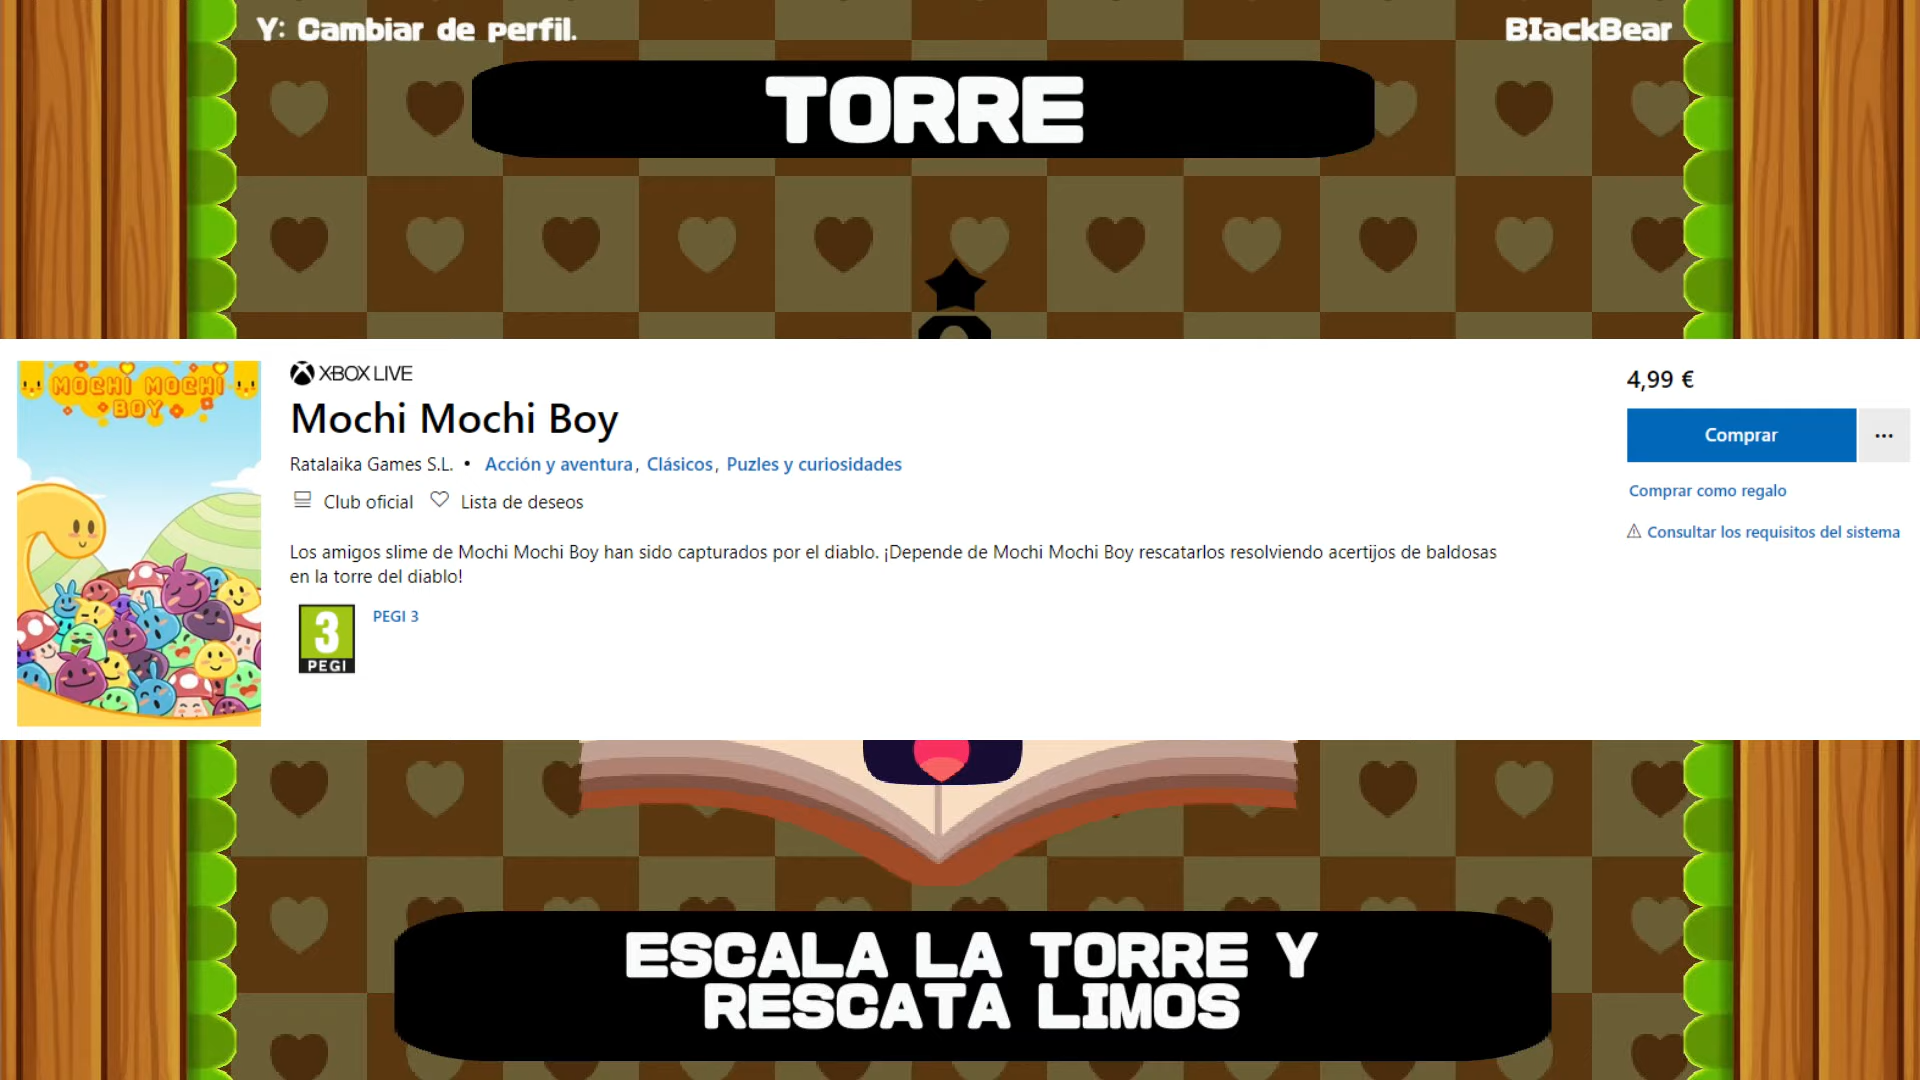 Y: Cambiar de perfil.
BIackBear
TORRE
MOCHI MOCHI
BOY
XBOX LIVE
Mochi Mochi Boy
Ratalaika Games S.L. • Acción y aventura, Clásicos, Puzles y curiosidades
Club oficial Lista de deseos
Los amigos slime de Mochi Mochi Boy han sido capturados por el diablo. ¡Depende de Mochi Mochi Boy rescatarlos resolviendo acertijos de baldosas
en la torre del diablo!
3
PEGI
PEGI 3
4,99 €
Comprar
...
Comprar como regalo
Consultar los requisitos del sistema
ESCALA LA TORRE Y
RESCATA LIMOS